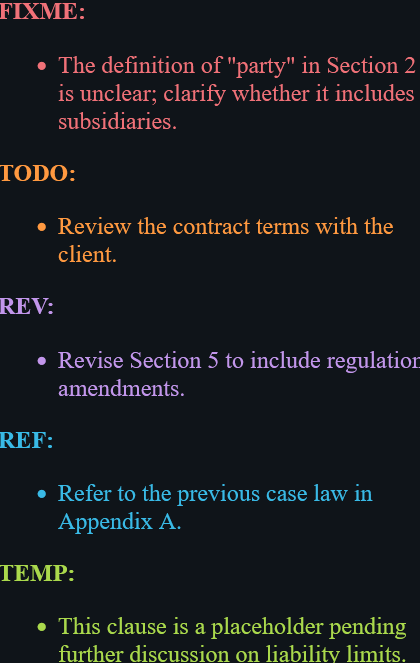 FIXME:
• The definition of "party" in Section 2
is unclear; clarify whether it includes
subsidiaries.
TODO:
• Review the contract terms with the
client.
REV:
• Revise Section 5 to include regulation
amendments.
REF:
• Refer to the previous case law in
Appendix A.
TEMP:
• This clause is a placeholder pending
further discussion on liability limits.